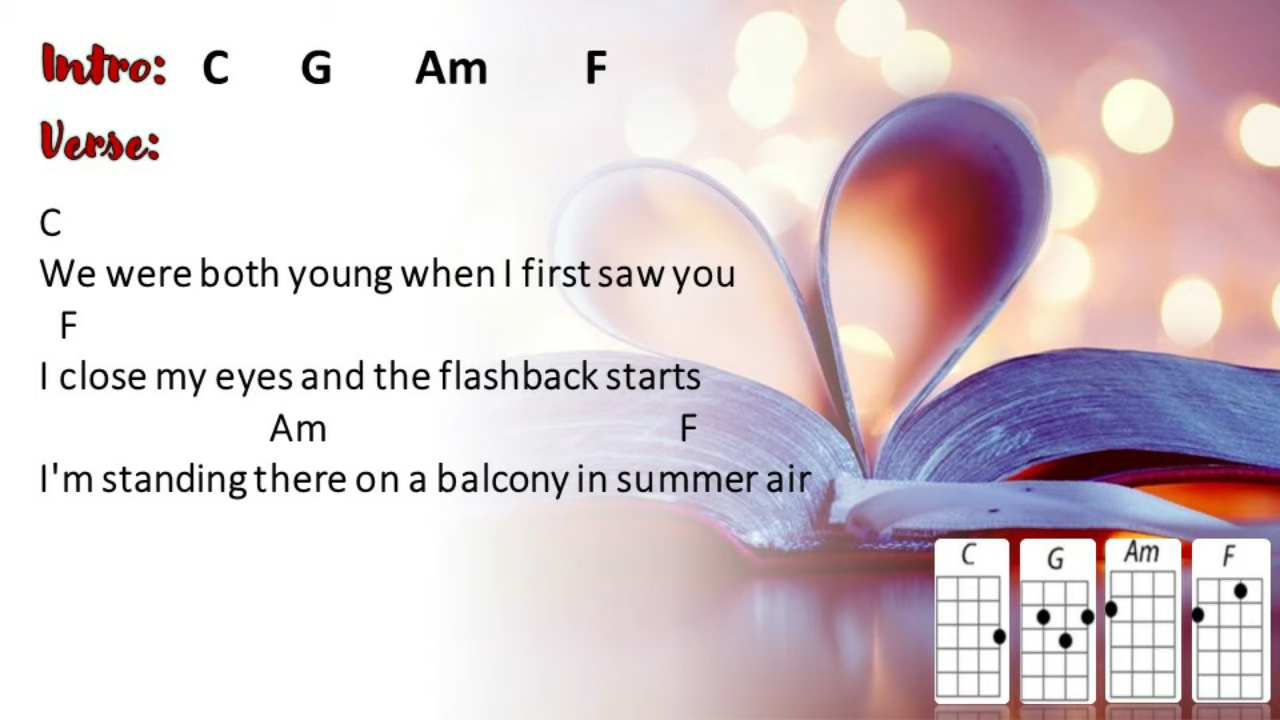 Intro: C G Am F
Verse:
C
We were both young when I first saw you
F
I close my eyes and the flashback starts
Am F
I'm standing there on a balcony in summer air
C G Am F